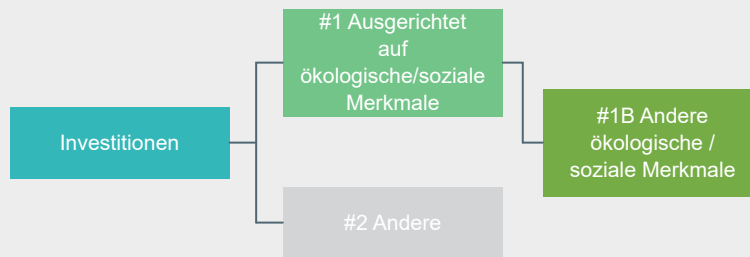 #1 Ausgerichtet
auf
ökologische/soziale
Merkmale
Investitionen
#1B Andere
ökologische /
soziale Merkmale
#2 Andere